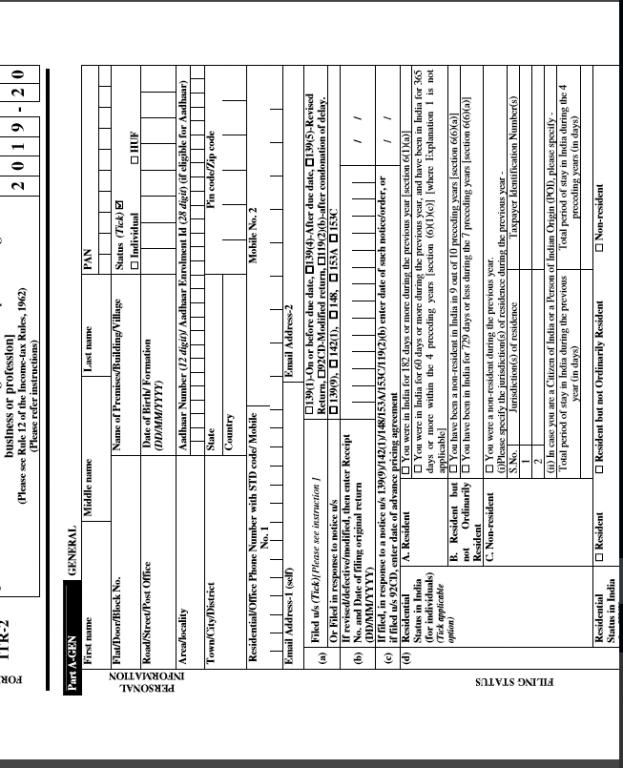 FORM
ITR-2
business or profession]
(Please see Rule 12 of the Income-tax Rules, 1962)
(Please refer instructions)
2 0 1 9 - 2 0
Part A-GEN GENERAL
PERSONAL INFORMATION
First name Middle name Last name PAN
Flat/Door/Block No. Name of Premises/Building/Village Status (Tick) ☑
☐ Individual ☐ HUF
Road/Street/Post Office Date of Birth/ Formation
(DD/MM/YYYY)
Area/locality Aadhaar Number (12 digit)/ Aadhaar Enrolment Id (28 digit) (if eligible for Aadhaar)
Town/City/District State Pin code/Zip code
Country
Residential/Office Phone Number with STD code/ Mobile No. 1 Mobile No. 2
Email Address-1 (self) Email Address-2
FILING STATUS
(a) Filed u/s (Tick)[Please see instruction ] ☐139(1)-On or before due date, ☐139(4)-After due date, ☐139(5)-Revised
Return, ☐92CD-Modified return, ☐119(2)(b)-after condonation of delay.
Or Filed in response to notice u/s ☐ 139(9), ☐ 142(1), ☐ 148, ☐ 153A ☐ 153C
(b) If revised/defective/modified, then enter Receipt
No. and Date of filing original return
(DD/MM/YYYY) / /
(c) If filed, in response to a notice u/s 139(9)/142(1)/148/153A/153C/119(2)(b) enter date of such notice/order, or
if filed u/s 92CD, enter date of advance pricing agreement / /
(d) Residential
Status in India
(for individuals)
(Tick applicable
option)
A. Resident ☐ You were in India for 182 days or more during the previous year [section 6(1)(a)]
☐ You were in India for 60 days or more during the previous year, and have been in India for 365
days or more within the 4 preceding years [section (6)(1)(c)] [where Explanation 1 is not
applicable]
B. Resident but
not Ordinarily
Resident
☐ You have been a non-resident in India in 9 out of 10 preceding years [section 6(6)(a)]
☐ You have been in India for 729 days or less during the 7 preceding years [section 6(6)(a)]
C. Non-resident ☐ You were a non-resident during the previous year.
(i)Please specify the jurisdiction(s) of residence during the previous year -
S.No. Jurisdiction(s) of residence Taxpayer Identification Number(s)
1
2
(ii) In case you are a Citizen of India or a Person of Indian Origin (POI), please specify -
Total period of stay in India during the previous
year (in days)
Total period of stay in India during the 4
preceding years (in days)
Residential
Status in India
☐ Resident ☐ Resident but not Ordinarily Resident ☐ Non-resident